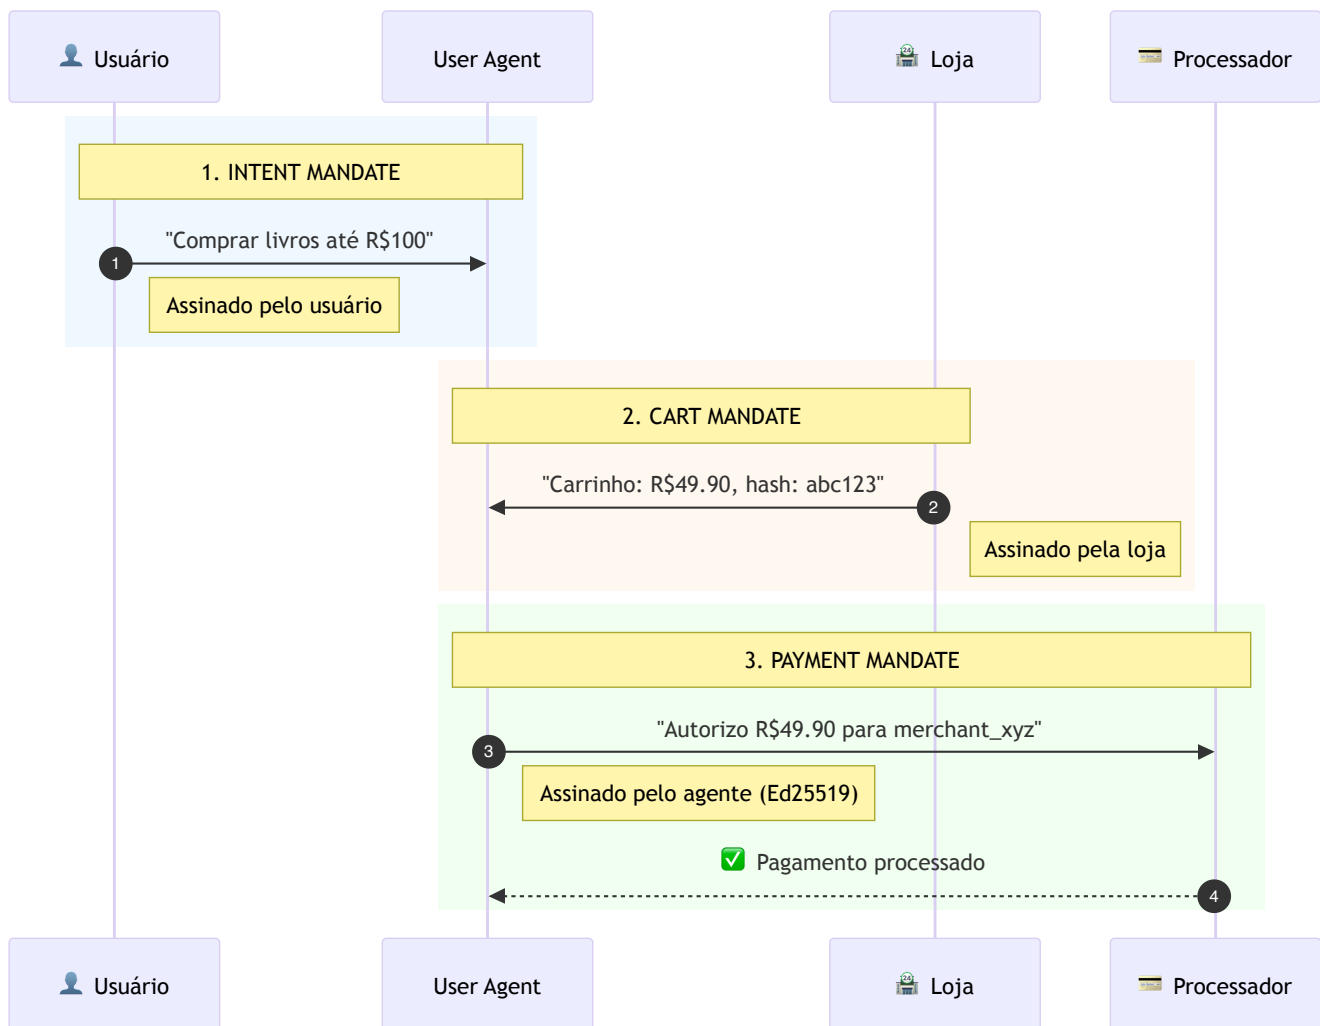 Usuário
User Agent
Loja
Processador
1. INTENT MANDATE
"Comprar livros até R$100"
1
Assinado pelo usuário
2. CART MANDATE
"Carrinho: R$49.90, hash: abc123"
2
Assinado pela loja
3. PAYMENT MANDATE
"Autorizo R$49.90 para merchant_xyz"
3
Assinado pelo agente (Ed25519)
Pagamento processado
4
Usuário
User Agent
Loja
Processador